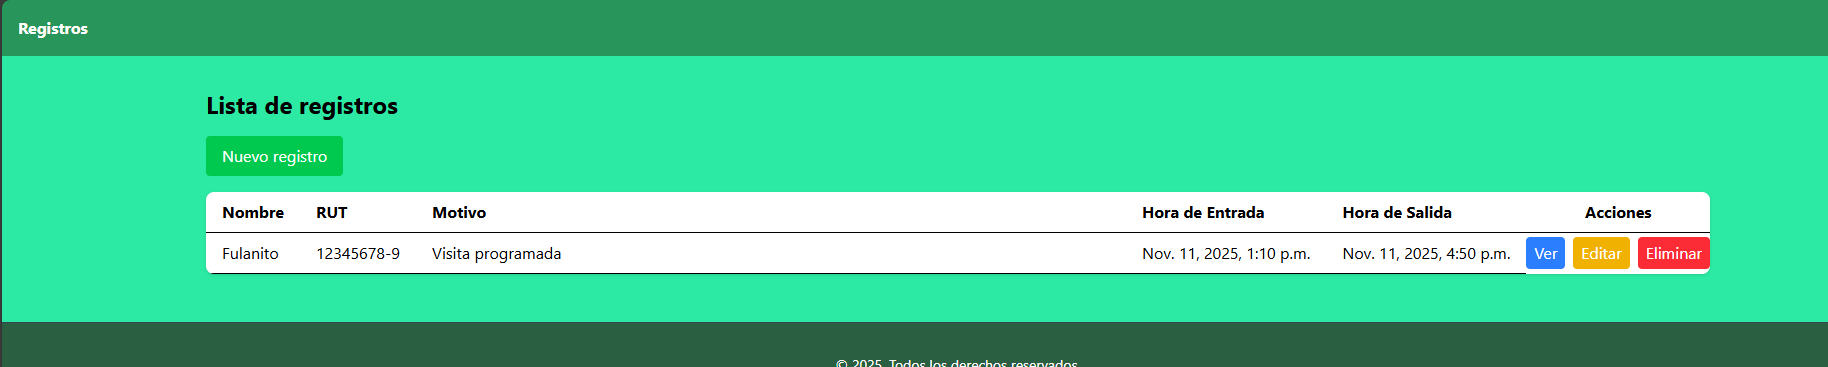 Registros
Lista de registros
Nuevo registro
Nombre RUT Motivo Hora de Entrada Hora de Salida Acciones
Fulanito 12345678-9 Visita programada Nov. 11, 2025, 1:10 p.m. Nov. 11, 2025, 4:50 p.m. Ver Editar Eliminar
© 2025. Todos los derechos reservados